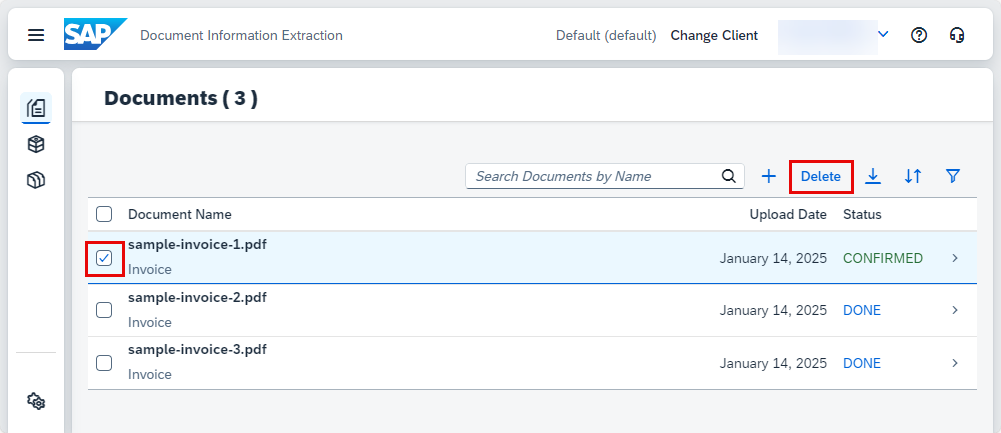 SAP Document Information Extraction Default (default) Change Client
Documents ( 3 )
Search Documents by Name Delete
Document Name Upload Date Status
sample-invoice-1.pdf
Invoice January 14, 2025 CONFIRMED
sample-invoice-2.pdf
Invoice January 14, 2025 DONE
sample-invoice-3.pdf
Invoice January 14, 2025 DONE